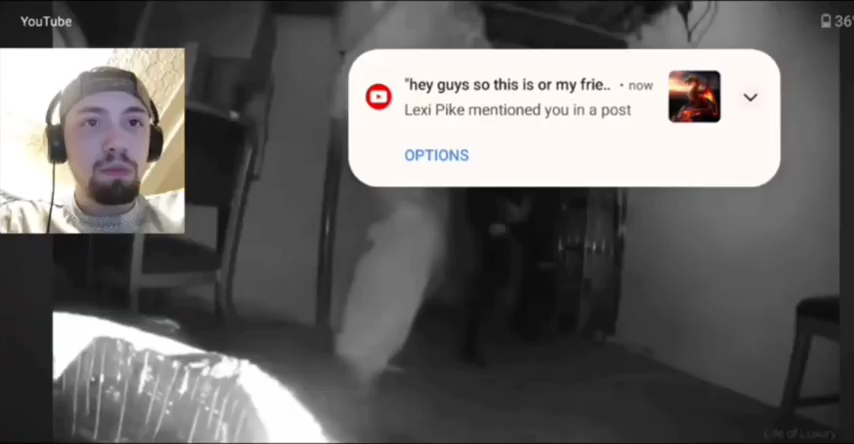 YouTube
36°
"hey guys so this is or my frie.. • now
Lexi Pike mentioned you in a post
OPTIONS
Life of Luxury